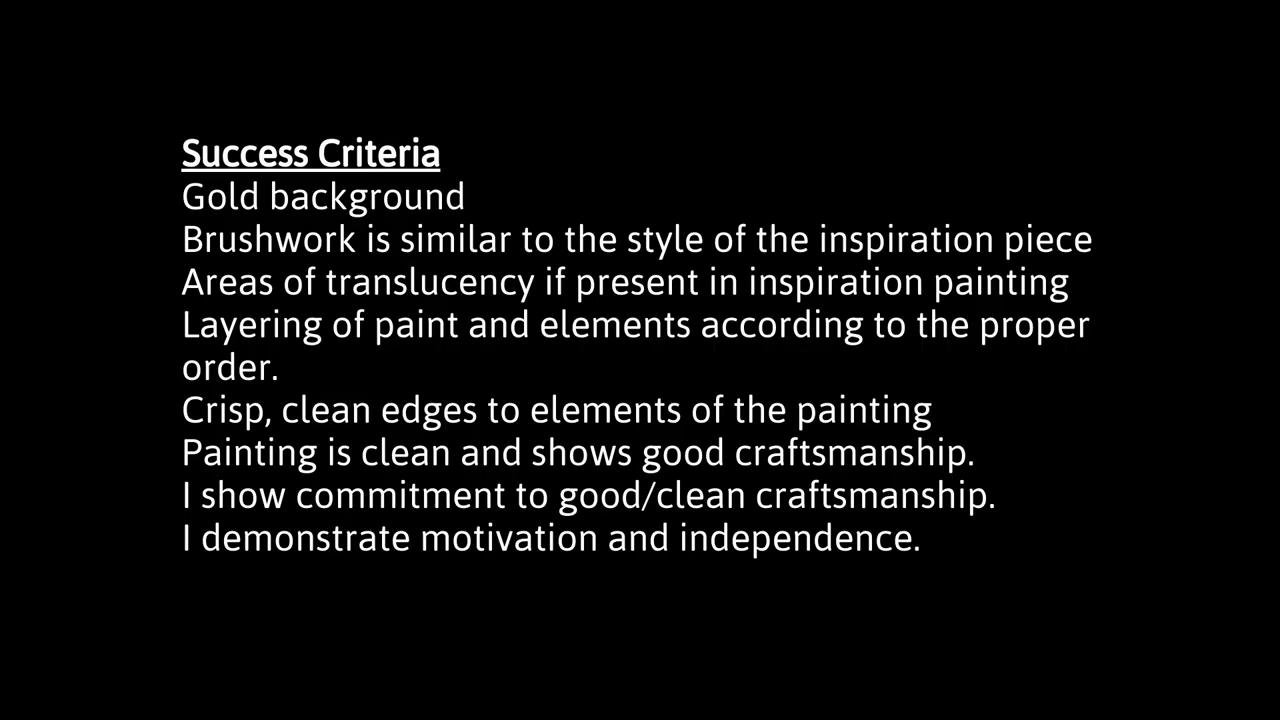 Success Criteria
Gold background
Brushwork is similar to the style of the inspiration piece
Areas of translucency if present in inspiration painting
Layering of paint and elements according to the proper
order.
Crisp, clean edges to elements of the painting
Painting is clean and shows good craftsmanship.
I show commitment to good/clean craftsmanship.
I demonstrate motivation and independence.